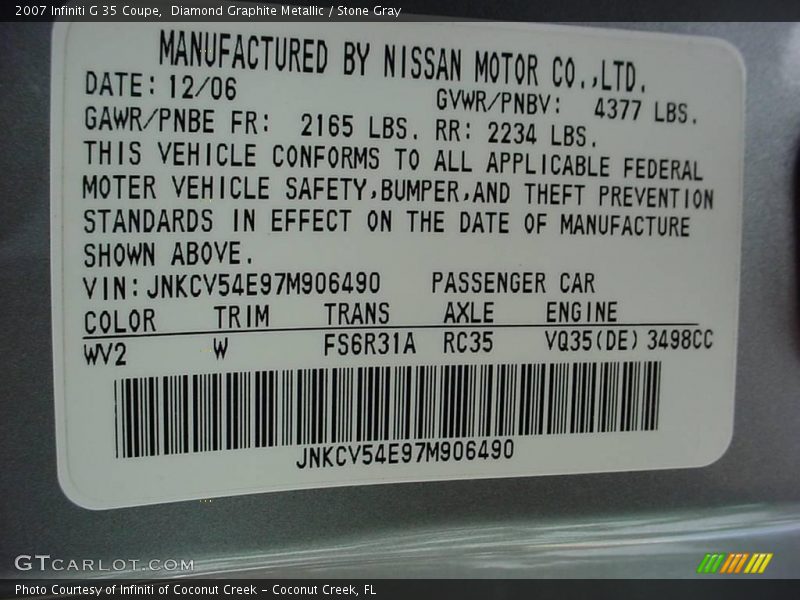 2007 Infiniti G 35 Coupe,  Diamond Graphite Metallic / Stone Gray
MANUFACTURED BY NISSAN MOTOR CO.,LTD.
DATE: 12/06 GVWR/PNBV: 4377 LBS.
GAWR/PNBE FR: 2165 LBS. RR: 2234 LBS.
THIS VEHICLE CONFORMS TO ALL APPLICABLE FEDERAL
MOTER VEHICLE SAFETY,BUMPER,AND THEFT PREVENTION
STANDARDS IN EFFECT ON THE DATE OF MANUFACTURE
SHOWN ABOVE.
VIN: JNKCV54E97M906490 PASSENGER CAR
COLOR TRIM TRANS AXLE ENGINE
WV2 W FS6R31A RC35 VQ35(DE) 3498CC
JNKCV54E97M906490
GTCARLOT.COM
Photo Courtesy of Infiniti of Coconut Creek – Coconut Creek, FL